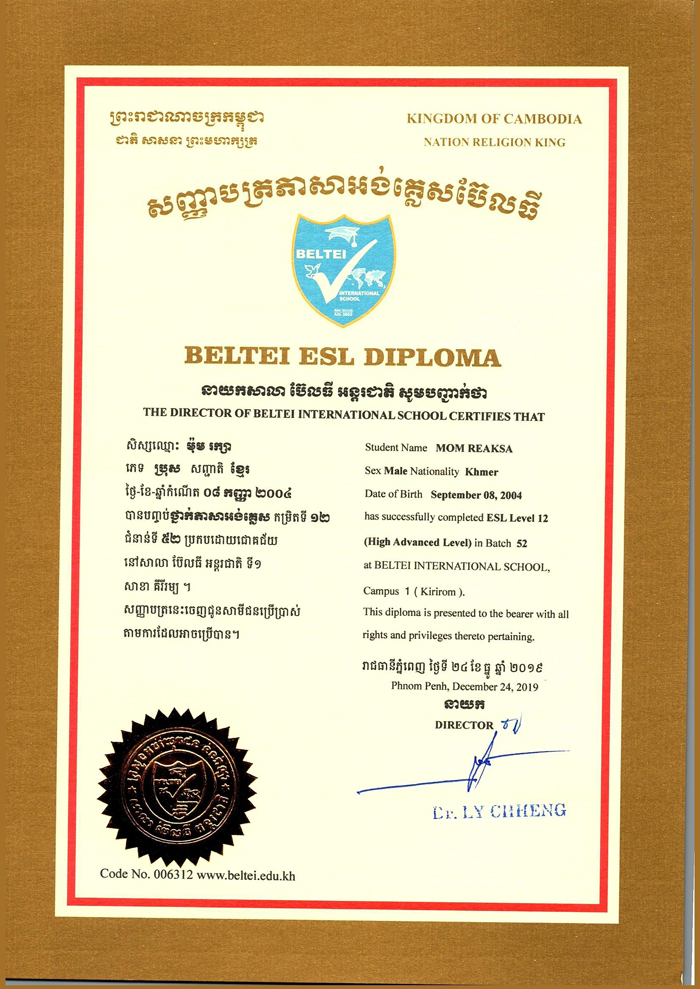 ព្រះរាជាណាចក្រកម្ពុជា
ជាតិ សាសនា ព្រះមហាក្សត្រ
KINGDOM OF CAMBODIA
NATION RELIGION KING
សញ្ញាបត្រភាសាអង់គ្លេសប៊ែលធី
BELTEI
INTERNATIONAL
SCHOOL
BELTEI ESL DIPLOMA
នាយកសាលា ប៊ែលធី អន្តរជាតិ សូមបញ្ជាក់ថា
THE DIRECTOR OF BELTEI INTERNATIONAL SCHOOL CERTIFIES THAT
សិស្សឈ្មោះ ម៉ុម រក្សា
ភេទ ប្រុស សញ្ជាតិ ខ្មែរ
ថ្ងៃ-ខែ-ឆ្នាំកំណើត ០៨ កញ្ញា ២០០៤
បានបញ្ចប់ថ្នាក់ភាសាអង់គ្លេស កម្រិតទី ១២
ជំនាន់ទី ៥២ ប្រកបដោយជោគជ័យ
នៅសាលា ប៊ែលធី អន្តរជាតិ ទី១
សាខា គីរីរម្យ ។
សញ្ញាបត្រនេះចេញជូនសាមីជនប្រើប្រាស់
តាមការដែលអាចប្រើបាន។
Student Name MOM REAKSA
Sex Male Nationality Khmer
Date of Birth September 08, 2004
has successfully completed ESL Level 12
(High Advanced Level) in Batch 52
at BELTEI INTERNATIONAL SCHOOL,
Campus 1 ( Kirirom ).
This diploma is presented to the bearer with all
rights and privileges thereto pertaining.
រាជធានីភ្នំពេញ ថ្ងៃទី ២៤ ខែ ធ្នូ ឆ្នាំ ២០១៩
Phnom Penh, December 24, 2019
នាយក
DIRECTOR
Dr. LY CHHENG
Code No. 006312 www.beltei.edu.kh